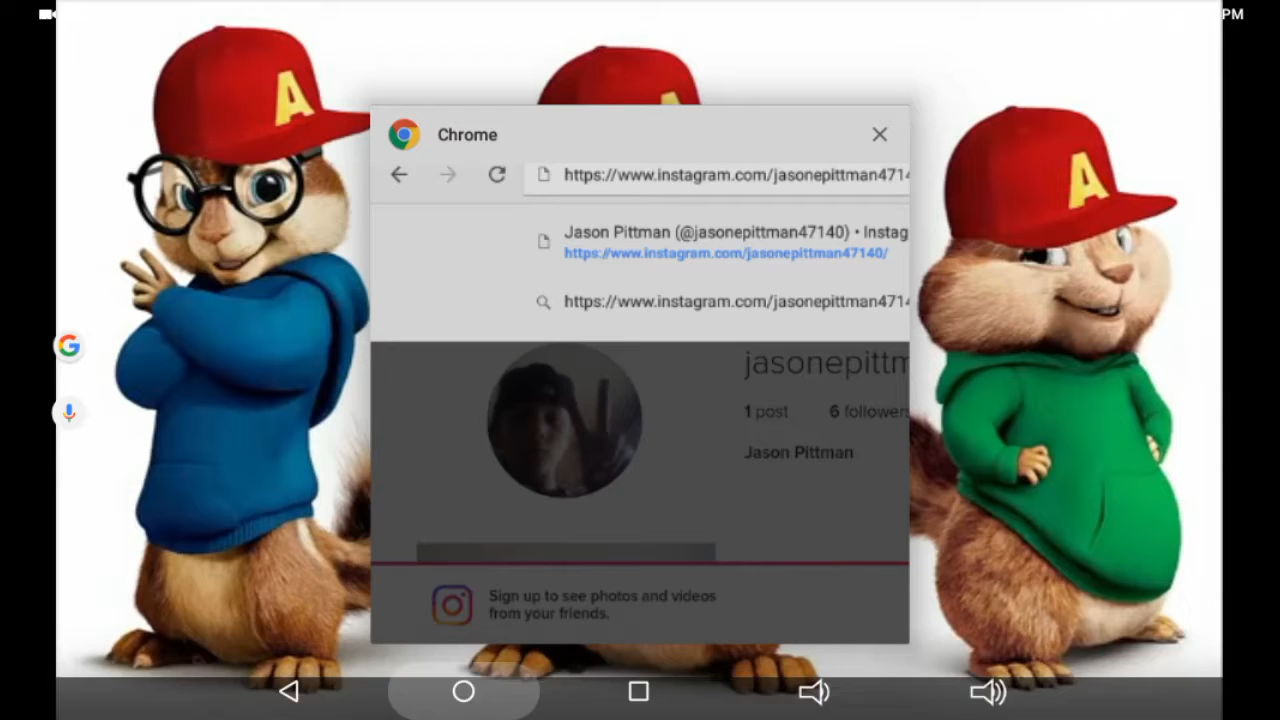 PM
A
A
A
Chrome
https://www.instagram.com/jasonepittman4714
Jason Pittman (@jasonepittman47140) • Instag
https://www.instagram.com/jasonepittman47140/
https://www.instagram.com/jasonepittman4714
jasonepittm
1 post 6 followers
Jason Pittman
Sign up to see photos and videos
from your friends.